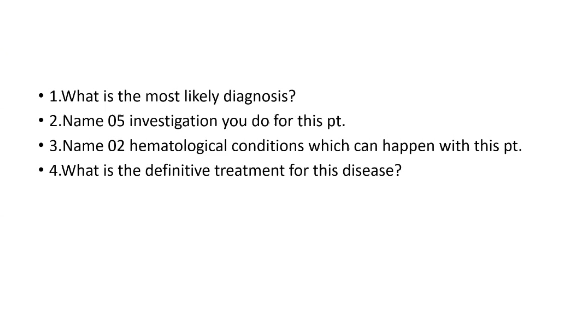 • 1.What is the most likely diagnosis?
• 2.Name 05 investigation you do for this pt.
• 3.Name 02 hematological conditions which can happen with this pt.
• 4.What is the definitive treatment for this disease?